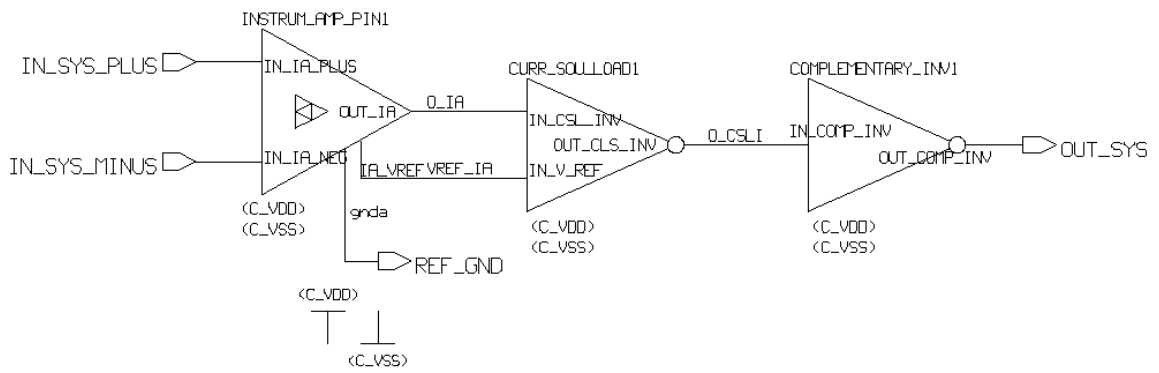 INSTRUM_AMP_PIN1
IN_SYS_PLUS
IN_IA_PLUS
OUT_IA
O_IA
IN_SYS_MINUS
IN_IA_NEG
IA_VREF
VREF_IA
gnda
(C_VDD)
(C_VSS)
REF_GND
(C_VDD)
(C_VSS)
CURR_SOU_LOAD1
IN_CSL_INV
OUT_CLS_INV
IN_V_REF
(C_VDD)
(C_VSS)
O_CSLI
COMPLEMENTARY_INV1
IN_COMP_INV
OUT_COMP_INV
(C_VDD)
(C_VSS)
OUT_SYS